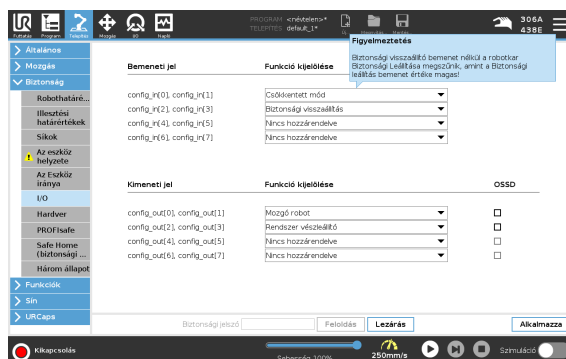 PROGRAM <névtelen>*
TELEPÍTÉS default_1*
306A
438E
Futtatás Program Telepítés Mozgás I/O Napló Új... Megnyitás... Mentés...
Figyelmeztetés
Biztonsági visszaállító bemenet nélkül a robotkar
Biztonsági Leállítása megszűnik, amint a Biztonsági
leállítás bemenet értéke magas!
Általános
Mozgás
Biztonság
Robothatáré...
Illesztési
határértékek
Síkok
Az eszköz
helyzete
Az Eszköz
iránya
I/O
Hardver
PROFIsafe
Safe Home
(biztonsági ...
Három állapot
Funkciók
Sín
URCaps
Bemeneti jel Funkció kijelölése
config_in[0], config_in[1] Csökkentett mód
config_in[2], config_in[3] Biztonsági visszaállítás
config_in[4], config_in[5] Nincs hozzárendelve
config_in[6], config_in[7] Nincs hozzárendelve
Kimeneti jel Funkció kijelölése OSSD
config_out[0], config_out[1] Mozgó robot
config_out[2], config_out[3] Rendszer vészleállító
config_out[4], config_out[5] Nincs hozzárendelve
config_out[6], config_out[7] Nincs hozzárendelve
Biztonsági jelszó Feloldás Lezárás Alkalmazza
Kikapcsolás
Sebesség 100%
250mm/s
Szimuláció